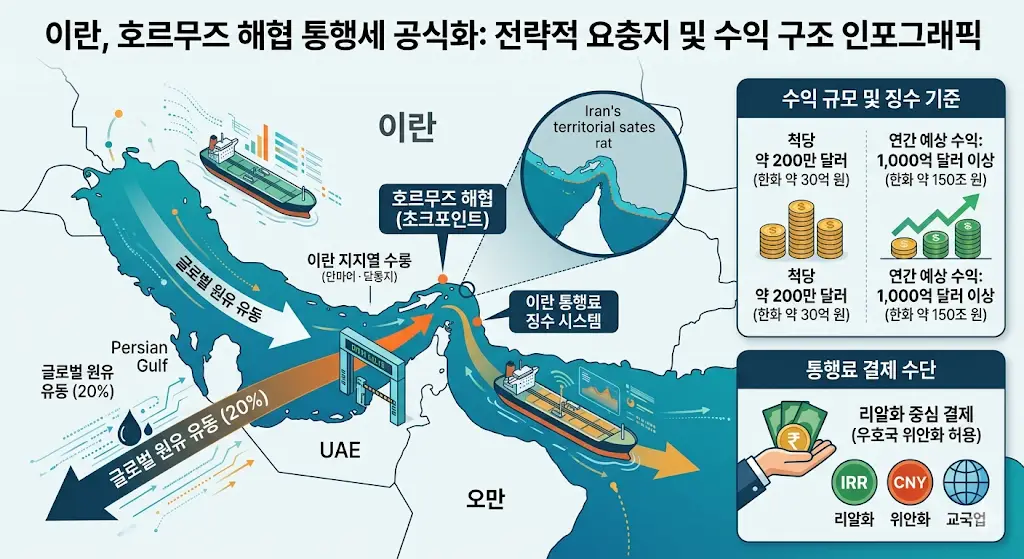 이란, 호르무즈 해협 통행세 공식화: 전략적 요충지 및 수익 구조 인포그래픽
이란
Iran's
territorial sates
rat
호르무즈 해협
(초크포인트)
이란 지지열 수롱
글로벌 원유 유동
이란 통행료
징수 시스템
Persian
Gulf
글로벌 원유
유동 (20%)
글로벌 원유 유동 (20%)
UAE
오만
수익 규모 및 징수 기준
척당
약 200만 달러
(한화 약 30억 원)
연간 예상 수익:
1,000억 달러 이상
(한화 약 150조 원)
척당
약 200만 달러
(한화 약 30억 원)
연간 예상 수익:
1,000억 달러 이상
(한화 약 150조 원)
통행료 결제 수단
리알화 중심 결제
(우호국 위안화 허용)
₹
IRR
CNY
리알화
위안화
교국업